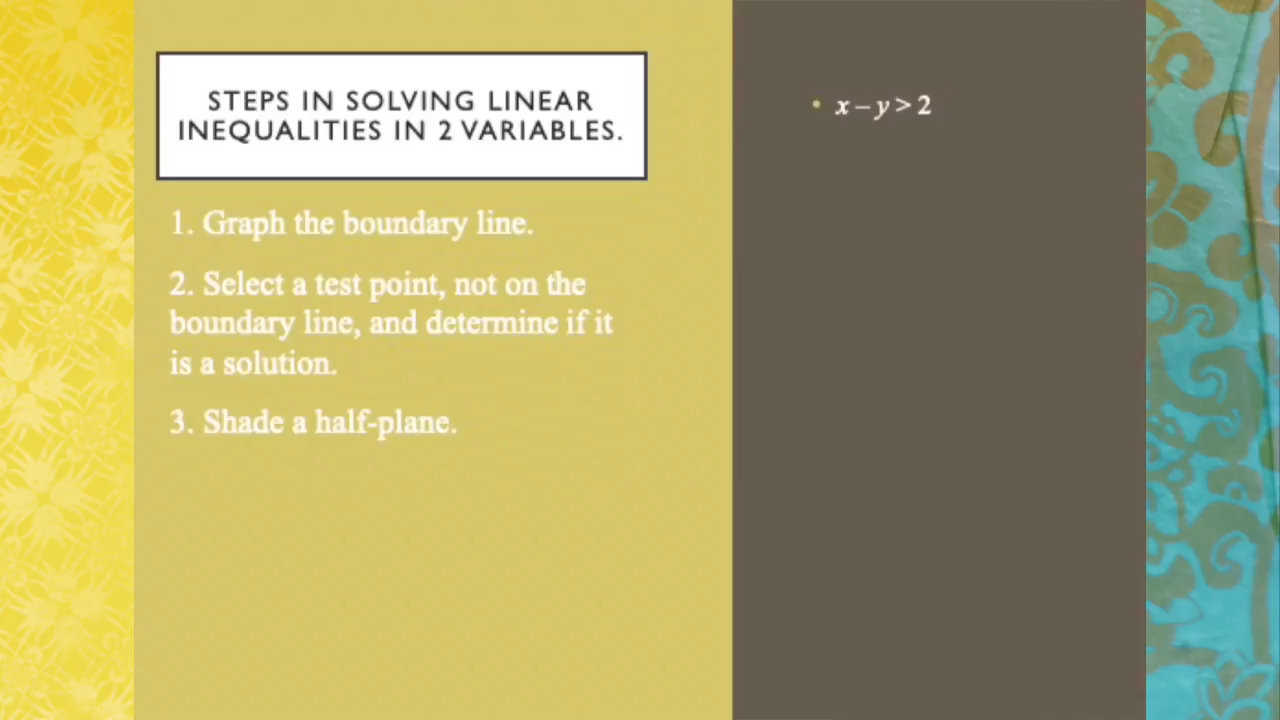 STEPS IN SOLVING LINEAR
INEQUALITIES IN 2 VARIABLES.
1. Graph the boundary line.
2. Select a test point, not on the
boundary line, and determine if it
is a solution.
3. Shade a half-plane.
• x – y > 2